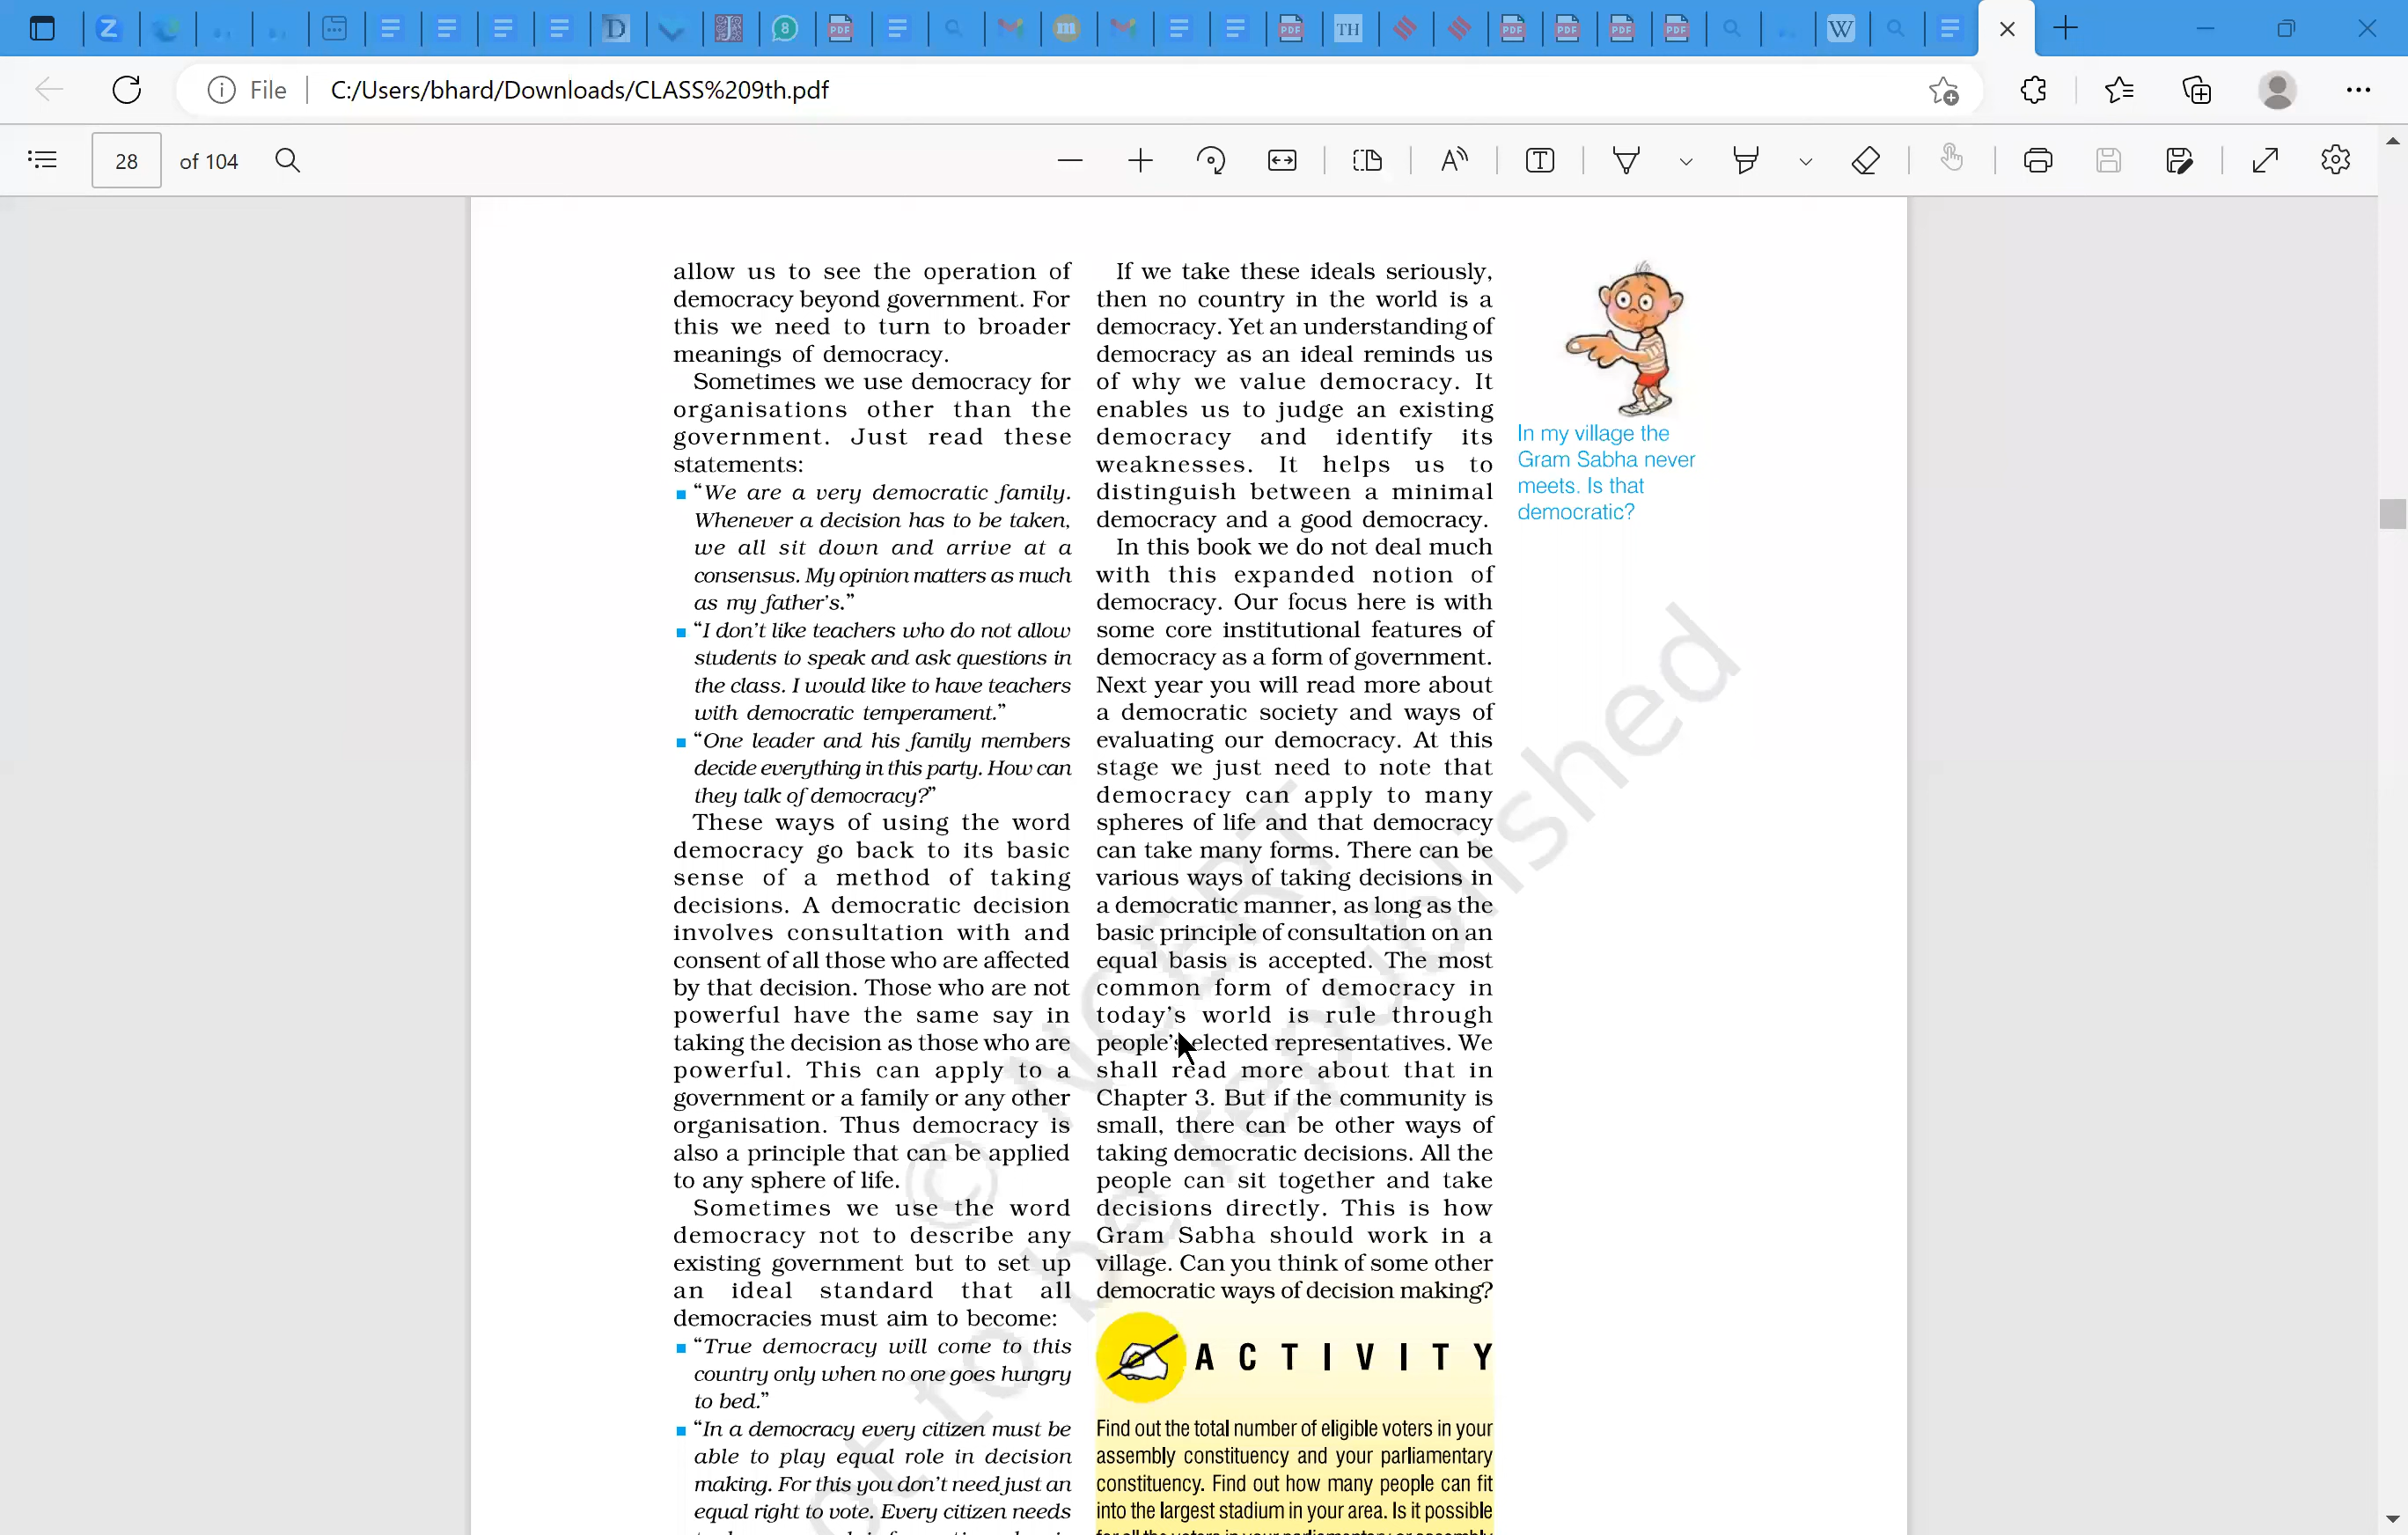 File
C:/Users/bhard/Downloads/CLASS%209th.pdf
28 of 104
allow us to see the operation of
democracy beyond government. For
this we need to turn to broader
meanings of democracy.
Sometimes we use democracy for
organisations other than the
government. Just read these
statements:
“We are a very democratic family.
Whenever a decision has to be taken,
we all sit down and arrive at a
consensus. My opinion matters as much
as my father’s.”
“I don’t like teachers who do not allow
students to speak and ask questions in
the class. I would like to have teachers
with democratic temperament.”
“One leader and his family members
decide everything in this party. How can
they talk of democracy?”
These ways of using the word
democracy go back to its basic
sense of a method of taking
decisions. A democratic decision
involves consultation with and
consent of all those who are affected
by that decision. Those who are not
powerful have the same say in
taking the decision as those who are
powerful. This can apply to a
government or a family or any other
organisation. Thus democracy is
also a principle that can be applied
to any sphere of life.
Sometimes we use the word
democracy not to describe any
existing government but to set up
an ideal standard that all
democracies must aim to become:
“True democracy will come to this
country only when no one goes hungry
to bed.”
“In a democracy every citizen must be
able to play equal role in decision
making. For this you don’t need just an
equal right to vote. Every citizen needs
If we take these ideals seriously,
then no country in the world is a
democracy. Yet an understanding of
democracy as an ideal reminds us
of why we value democracy. It
enables us to judge an existing
democracy and identify its
weaknesses. It helps us to
distinguish between a minimal
democracy and a good democracy.
In this book we do not deal much
with this expanded notion of
democracy. Our focus here is with
some core institutional features of
democracy as a form of government.
Next year you will read more about
a democratic society and ways of
evaluating our democracy. At this
stage we just need to note that
democracy can apply to many
spheres of life and that democracy
can take many forms. There can be
various ways of taking decisions in
a democratic manner, as long as the
basic principle of consultation on an
equal basis is accepted. The most
common form of democracy in
today’s world is rule through
people’s elected representatives. We
shall read more about that in
Chapter 3. But if the community is
small, there can be other ways of
taking democratic decisions. All the
people can sit together and take
decisions directly. This is how
Gram Sabha should work in a
village. Can you think of some other
democratic ways of decision making?
ACTIVITY
Find out the total number of eligible voters in your
assembly constituency and your parliamentary
constituency. Find out how many people can fit
into the largest stadium in your area. Is it possible
In my village the
Gram Sabha never
meets. Is that
democratic?
© NCERT
to be republished